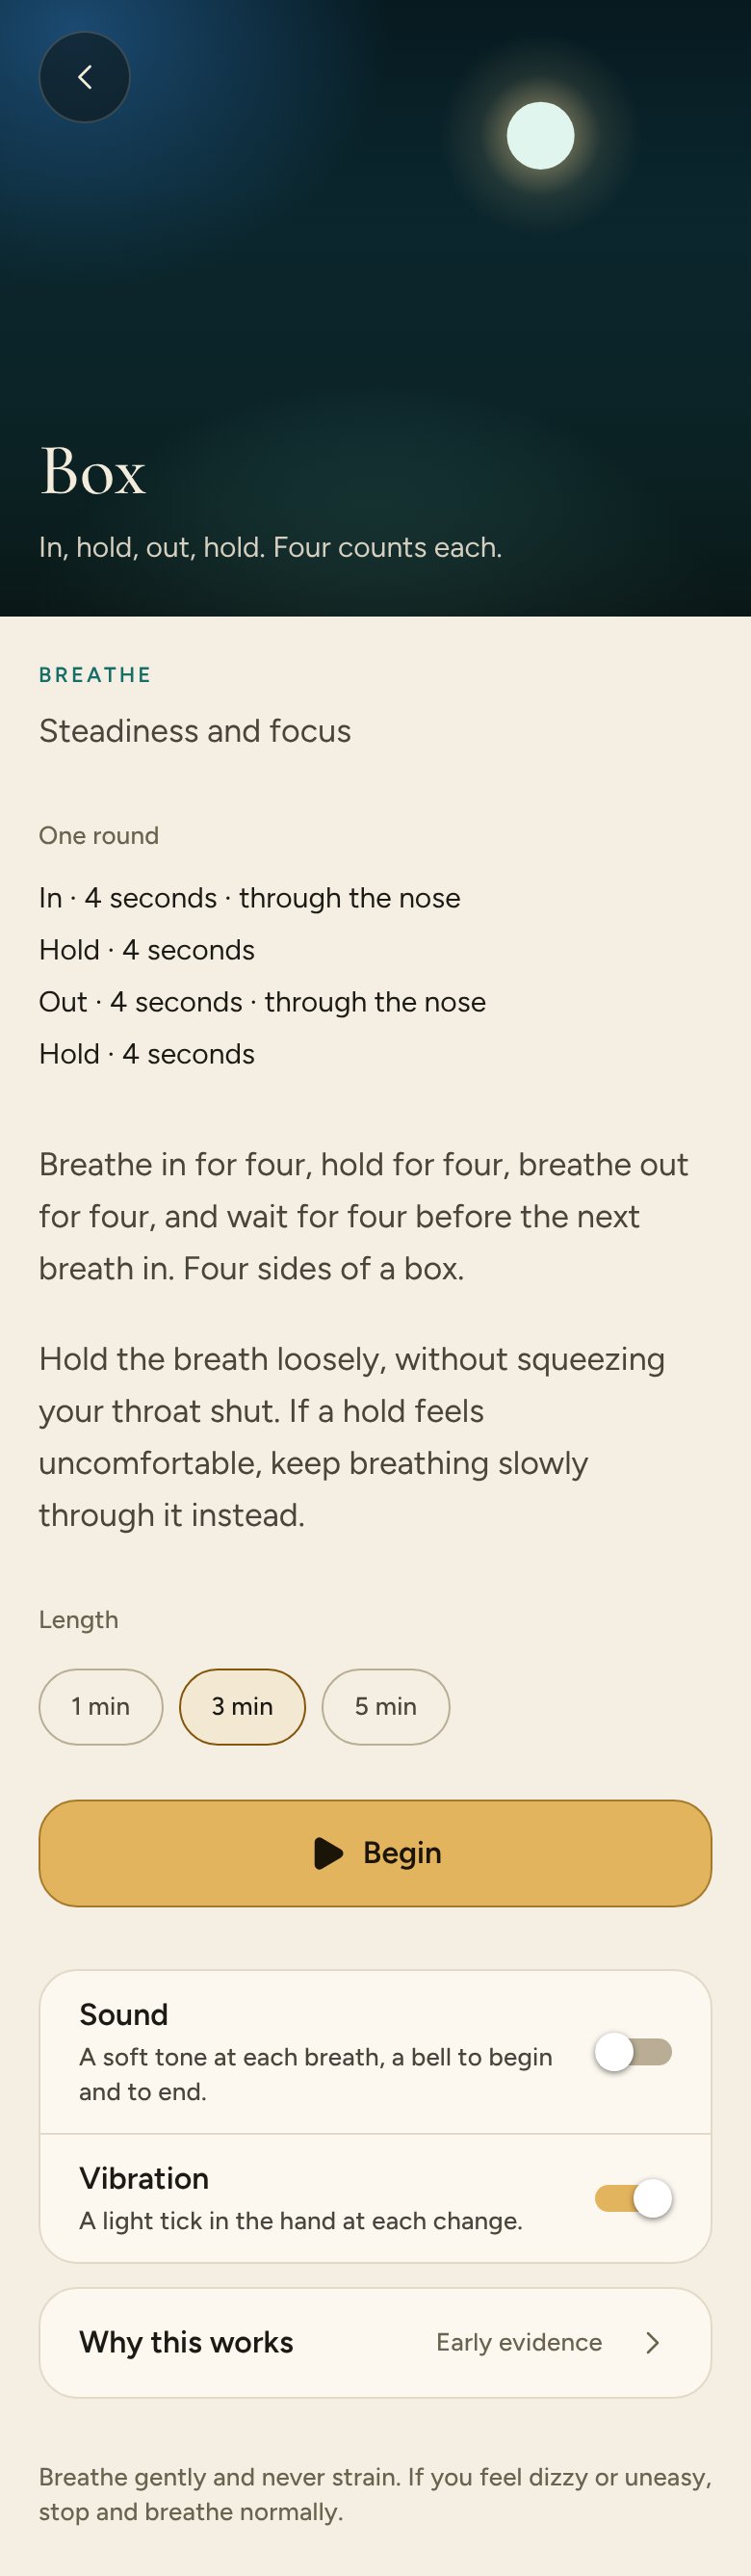 Box
In, hold, out, hold. Four counts each.
BREATHE
Steadiness and focus
One round
In · 4 seconds · through the nose
Hold · 4 seconds
Out · 4 seconds · through the nose
Hold · 4 seconds
Breathe in for four, hold for four, breathe out
for four, and wait for four before the next
breath in. Four sides of a box.
Hold the breath loosely, without squeezing
your throat shut. If a hold feels
uncomfortable, keep breathing slowly
through it instead.
Length
1 min 3 min 5 min
Begin
Sound
A soft tone at each breath, a bell to begin
and to end.
Vibration
A light tick in the hand at each change.
Why this works Early evidence
Breathe gently and never strain. If you feel dizzy or uneasy,
stop and breathe normally.